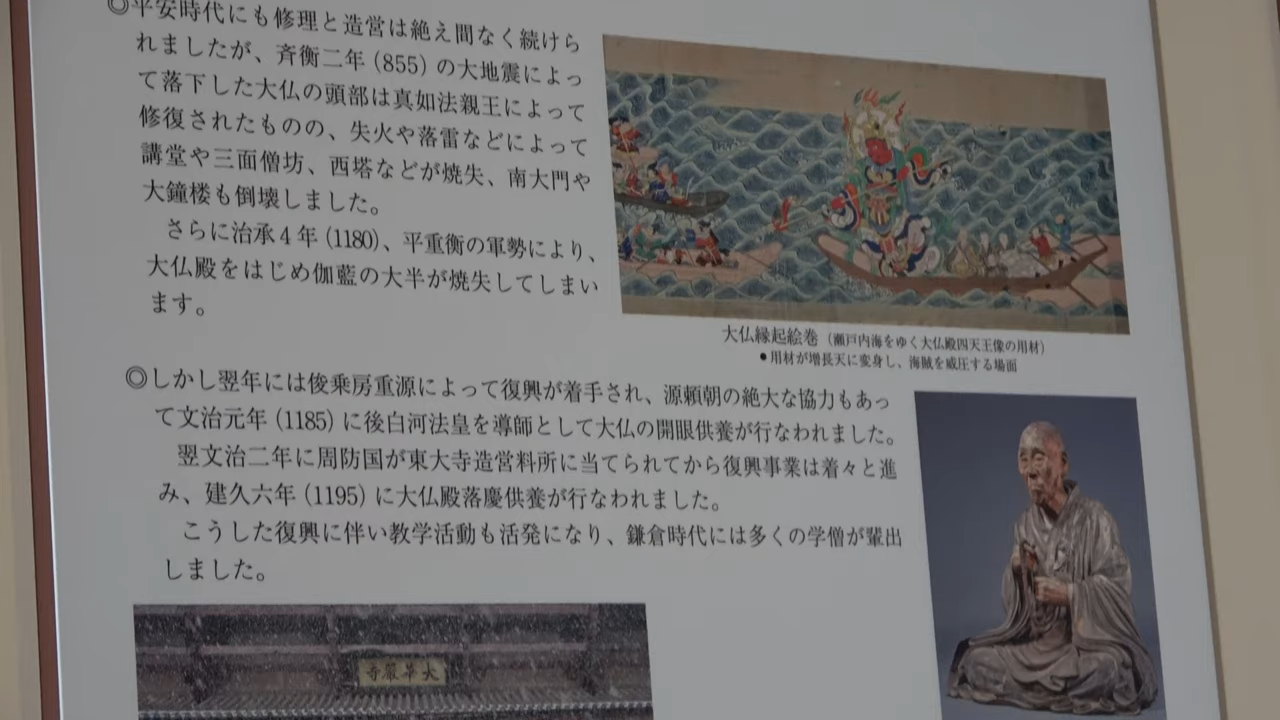 ◎平安時代にも修理と造営は絶え間なく続けら
れましたが、斉衡二年（855）の大地震によっ
て落下した大仏の頭部は真如法親王によって
修復されたものの、失火や落雷などによって
講堂や三面僧坊、西塔などが焼失、南大門や
大鐘楼も倒壊しました。
さらに治承4年（1180）、平重衡の軍勢により、
大仏殿をはじめ伽藍の大半が焼失してしまい
ます。
大仏縁起絵巻（瀬戸内海をゆく大仏殿四天王像の用材）
●用材が増長天に変身し、海賊を威圧する場面
◎しかし翌年には俊乗房重源によって復興が着手され、源頼朝の絶大な協力もあっ
て文治元年（1185）に後白河法皇を導師として大仏の開眼供養が行なわれました。
翌文治二年に周防国が東大寺造営料所に当てられてから復興事業は着々と進
み、建久六年（1195）に大仏殿落慶供養が行なわれました。
こうした復興に伴い教学活動も活発になり、鎌倉時代には多くの学僧が輩出
しました。
寺嚴華大